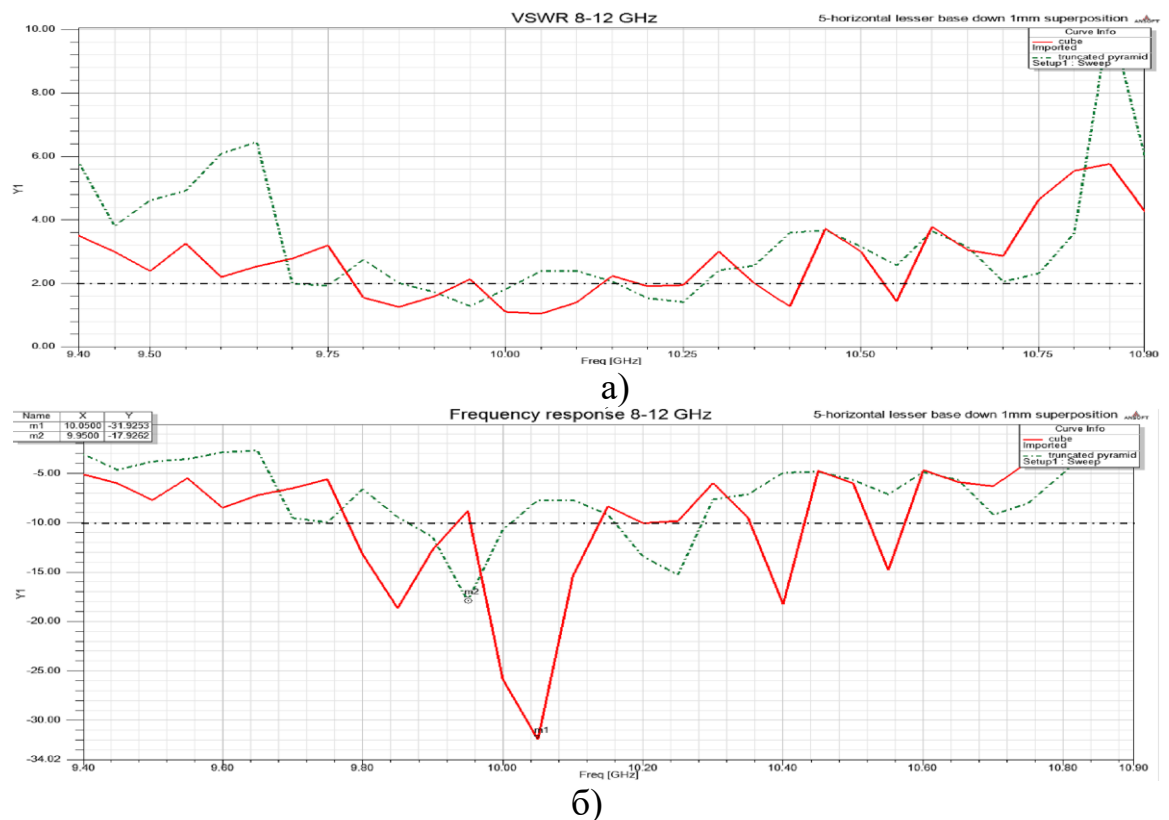 VSWR 8-12 GHz
5-horizontal lesser base down 1mm superposition
ANSOFT
10.00
8.00
6.00
4.00
2.00
0.00
Y1
Curve Info
cube
Imported
truncated pyramid
Setup1 : Sweep
9.40
9.50
9.75
10.00
10.25
10.50
10.75
10.90
Freq [GHz]
а)
Name X Y
m1 10.0500 -31.9253
m2 9.9500 -17.9262
Frequency response 8-12 GHz
5-horizontal lesser base down 1mm superposition
ANSOFT
Curve Info
cube
Imported
truncated pyramid
Setup1 : Sweep
-5.00
-10.00
-15.00
-20.00
-25.00
-30.00
-34.02
Y1
m2
m1
9.40
9.60
9.80
10.00
10.20
10.40
10.60
10.80
10.90
Freq [GHz]
б)